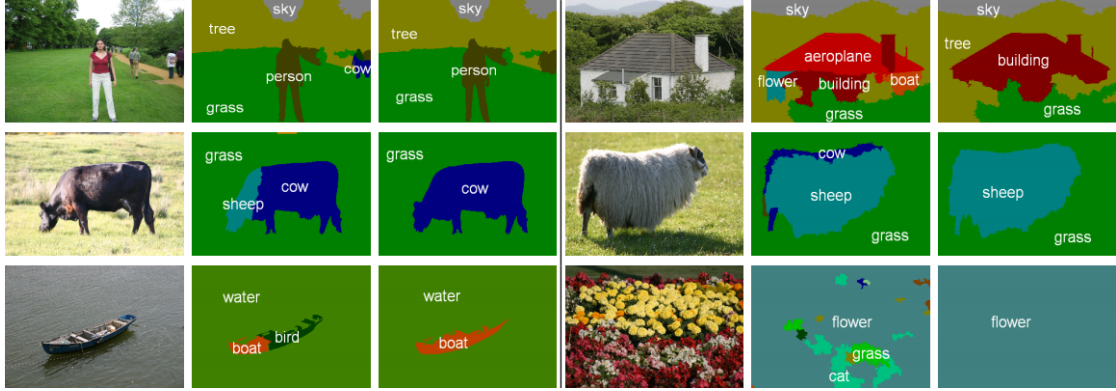 sky
tree
person
cow
grass
sky
tree
person
grass
sky
aeroplane
flower
building
boat
grass
sky
tree
building
grass
grass
cow
sheep
grass
cow
cow
sheep
grass
sheep
grass
water
bird
boat
water
boat
flower
grass
cat
flower